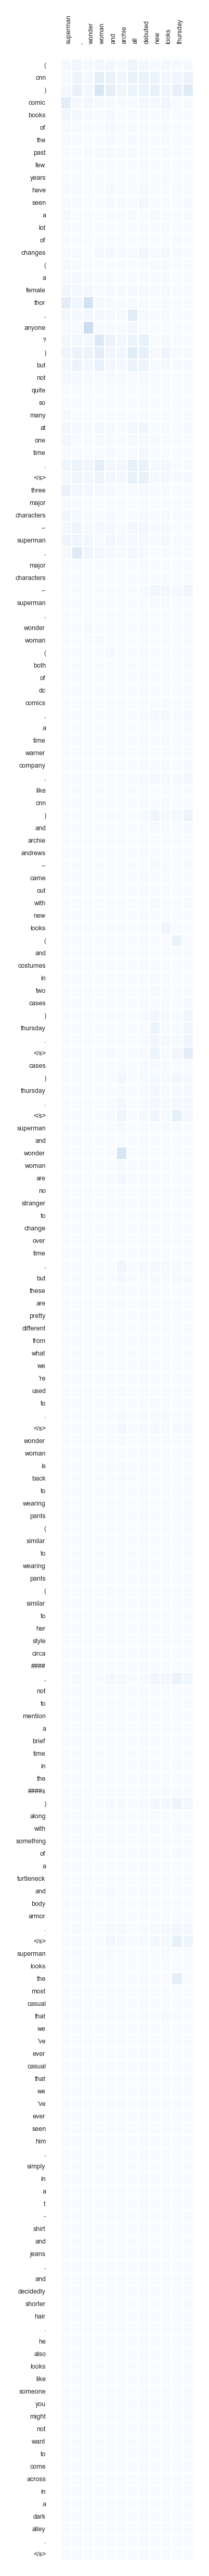 superman , wonder woman and archie all debuted new looks thursday
(
cnn
)
comic
books
of
the
past
few
years
have
seen
a
lot
of
changes
(
a
female
thor
,
anyone
?
)
but
not
quite
so
many
at
one
time
.
</s>
three
major
characters
–
superman
,
major
characters
–
superman
,
wonder
woman
(
both
of
dc
comics
,
a
time
warner
company
,
like
cnn
)
and
archie
andrews
–
came
out
with
new
looks
(
and
costumes
in
two
cases
)
thursday
.
</s>
cases
)
thursday
.
</s>
superman
and
wonder
woman
are
no
stranger
to
change
over
time
,
but
these
are
pretty
different
from
what
we
're
used
to
.
</s>
wonder
woman
is
back
to
wearing
pants
(
similar
to
wearing
pants
(
similar
to
her
style
circa
####
,
not
to
mention
a
brief
time
in
the
####s
)
along
with
something
of
a
turtleneck
and
body
armor
.
</s>
superman
looks
the
most
casual
that
we
've
ever
casual
that
we
've
ever
seen
him
,
simply
in
a
t
-
shirt
and
jeans
,
and
decidedly
shorter
hair
.
he
also
looks
like
someone
you
might
not
want
to
come
across
in
a
dark
alley
.
</s>